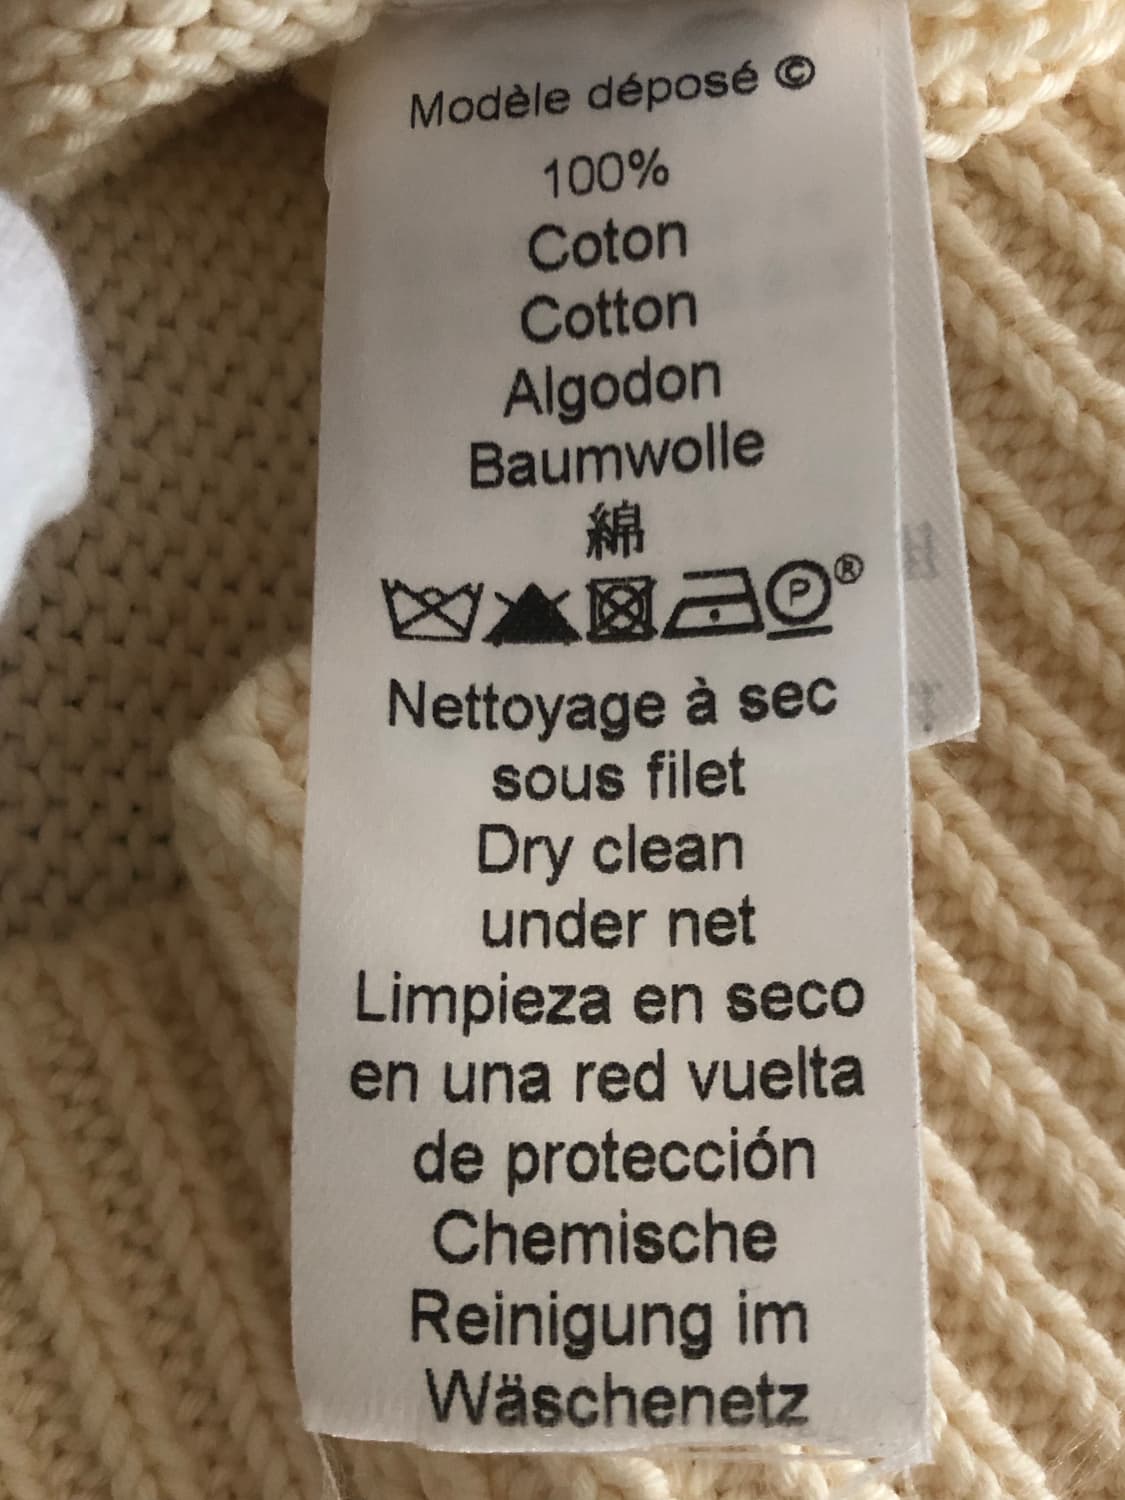 Modèle déposé ©
100%
Coton
Cotton
Algodon
Baumwolle
綿
P ®
Nettoyage à sec
sous filet
Dry clean
under net
Limpieza en seco
en una red vuelta
de protección
Chemische
Reinigung im
Wäschenetz